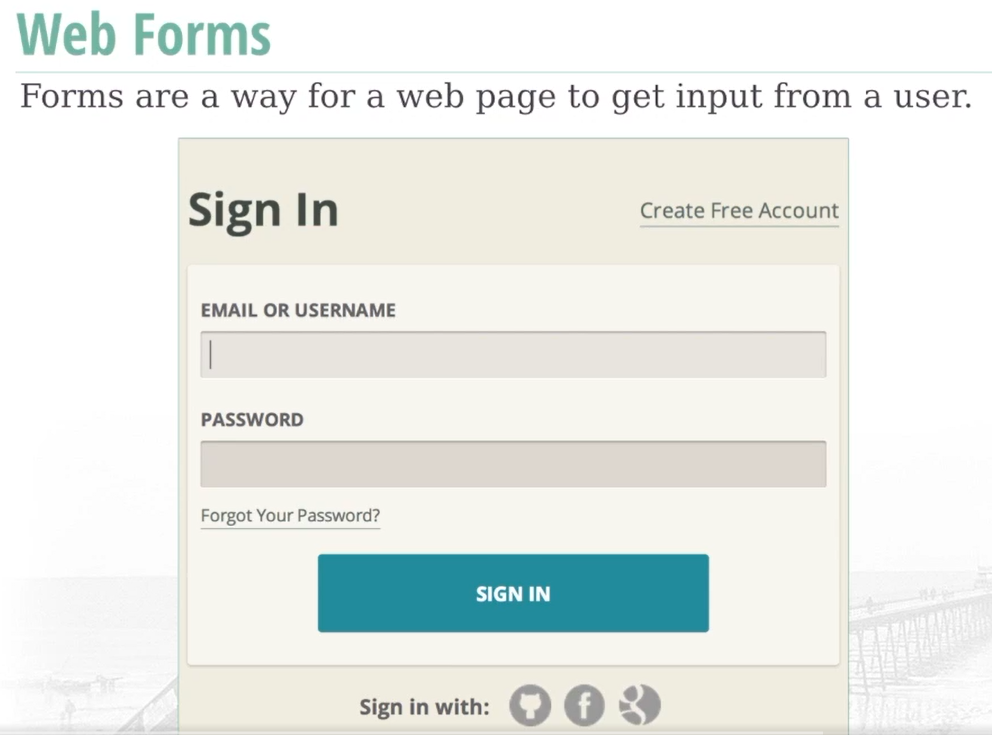 Web Forms
Forms are a way for a web page to get input from a user.
Sign In
Create Free Account
EMAIL OR USERNAME
PASSWORD
Forgot Your Password?
SIGN IN
Sign in with: